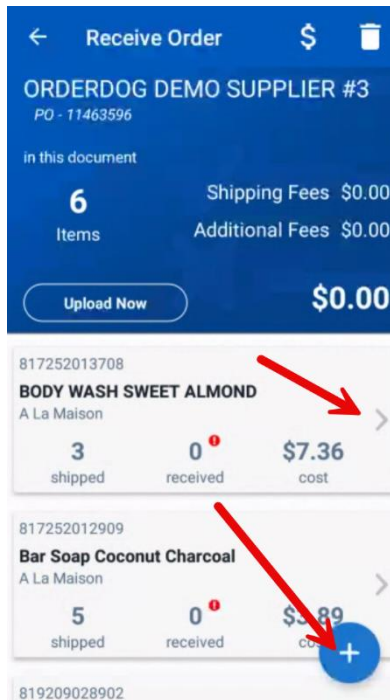 Receive Order $
ORDERDOG DEMO SUPPLIER #3
PO - 11463596
in this document
6
Items
Shipping Fees $0.00
Additional Fees $0.00
Upload Now
$0.00
817252013708
BODY WASH SWEET ALMOND
A La Maison
3 0 $7.36
shipped received cost
817252012909
Bar Soap Coconut Charcoal
A La Maison
5 0 $3.89
shipped received
819209028902